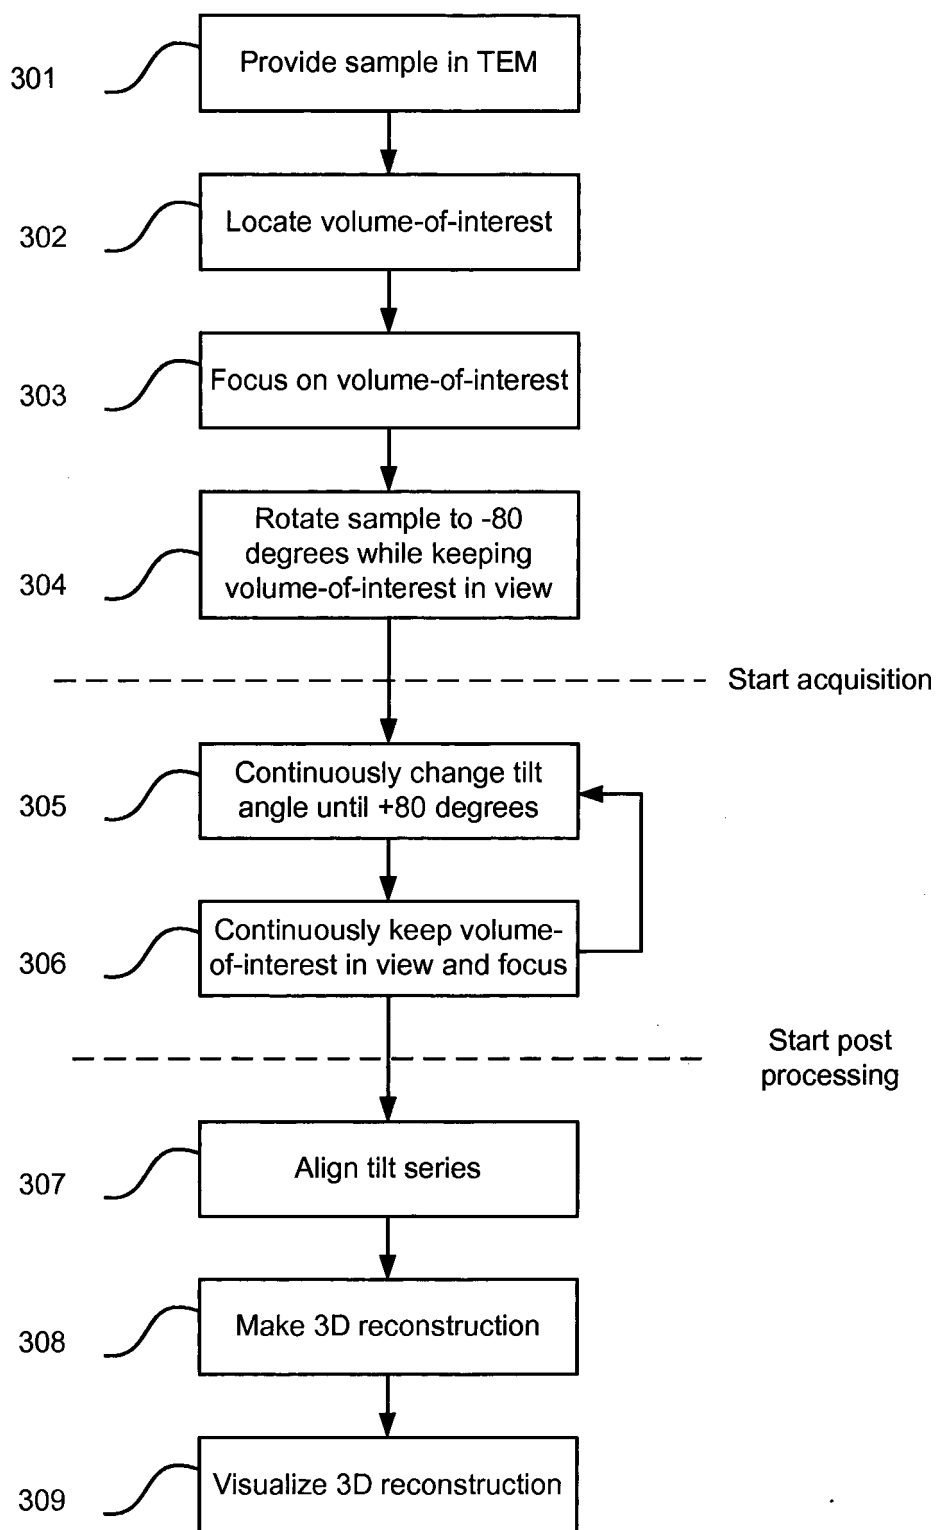 301
Provide sample in TEM
302
Locate volume-of-interest
303
Focus on volume-of-interest
304
Rotate sample to -80
degrees while keeping
volume-of-interest in view
Start acquisition
305
Continuously change tilt
angle until +80 degrees
306
Continuously keep volume-
of-interest in view and focus
Start post
processing
307
Align tilt series
308
Make 3D reconstruction
309
Visualize 3D reconstruction